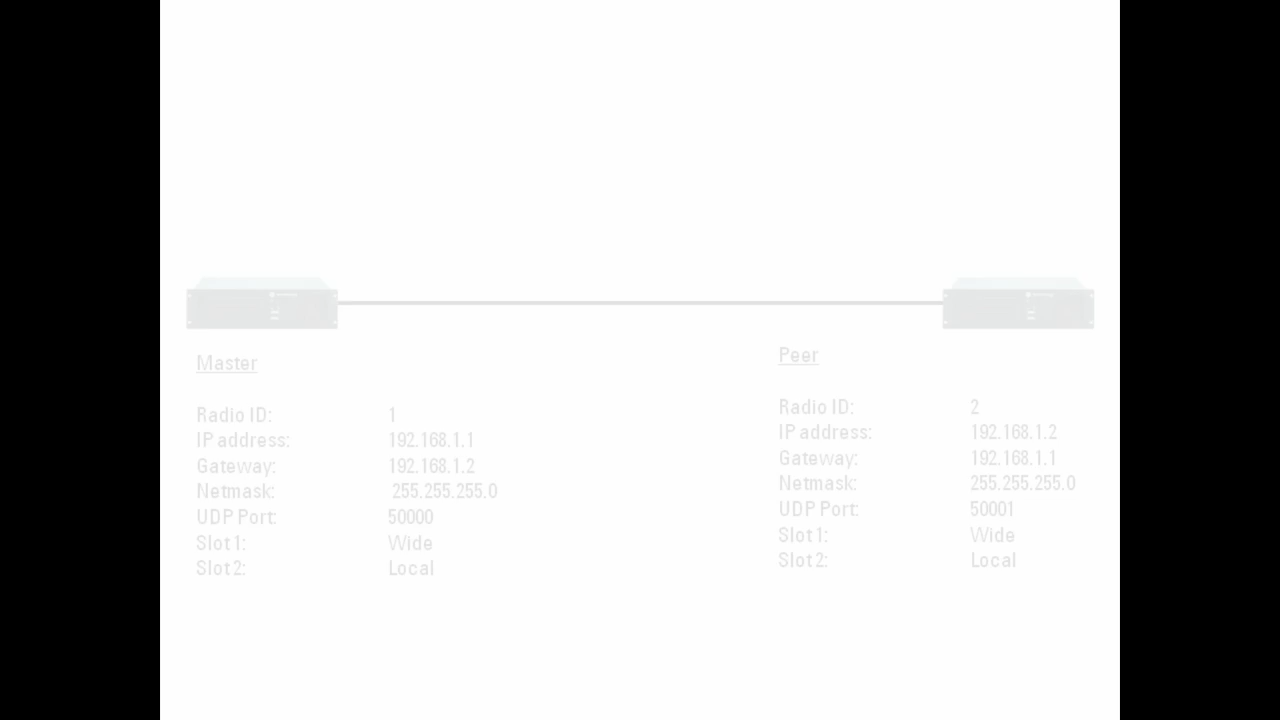 Master
Radio ID: 1
IP address: 192.168.1.1
Gateway: 192.168.1.2
Netmask: 255.255.255.0
UDP Port: 50000
Slot 1: Wide
Slot 2: Local
Peer
Radio ID: 2
IP address: 192.168.1.2
Gateway: 192.168.1.1
Netmask: 255.255.255.0
UDP Port: 50001
Slot 1: Wide
Slot 2: Local